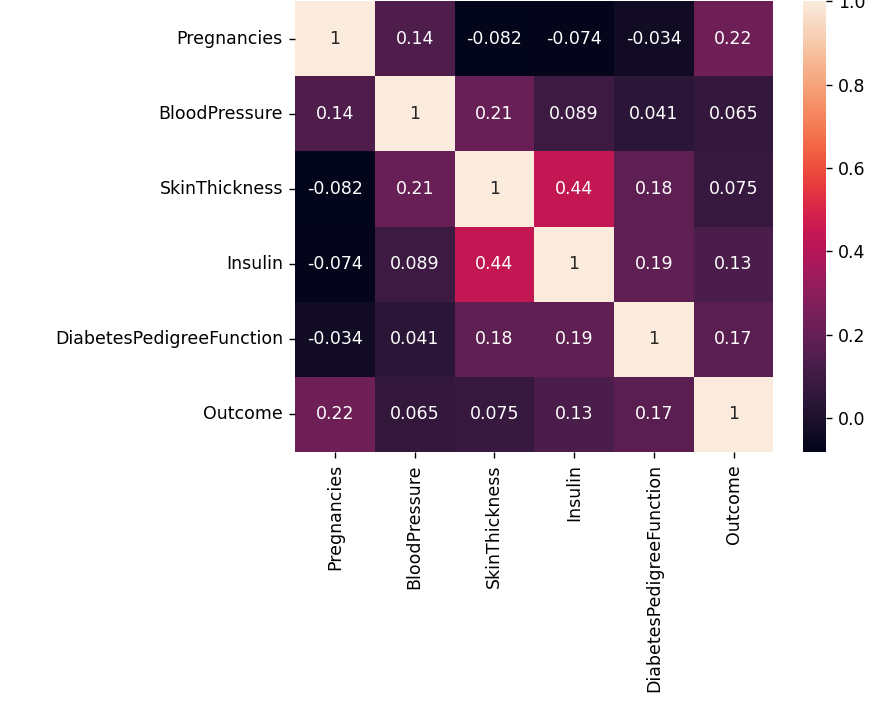 Pregnancies 1 0.14 -0.082 -0.074 -0.034 0.22
BloodPressure 0.14 1 0.21 0.089 0.041 0.065
SkinThickness -0.082 0.21 1 0.44 0.18 0.075
Insulin -0.074 0.089 0.44 1 0.19 0.13
DiabetesPedigreeFunction -0.034 0.041 0.18 0.19 1 0.17
Outcome 0.22 0.065 0.075 0.13 0.17 1
Pregnancies
BloodPressure
SkinThickness
Insulin
DiabetesPedigreeFunction
Outcome
1.0
0.8
0.6
0.4
0.2
0.0